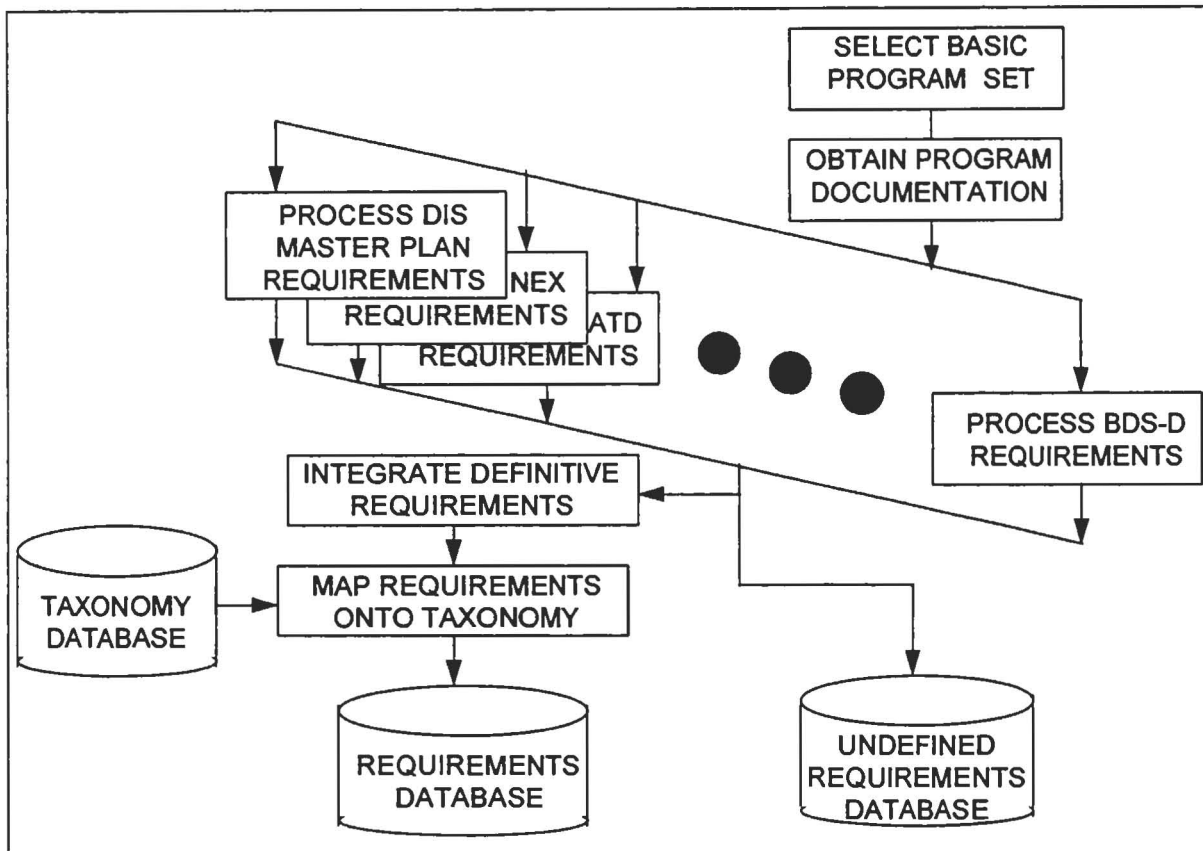 SELECT BASIC
PROGRAM SET
OBTAIN PROGRAM
DOCUMENTATION
PROCESS DIS
MASTER PLAN
REQUIREMENTS
NEX
REQUIREMENTS
ATD
REQUIREMENTS
PROCESS BDS-D
REQUIREMENTS
INTEGRATE DEFINITIVE
REQUIREMENTS
MAP REQUIREMENTS
ONTO TAXONOMY
TAXONOMY
DATABASE
REQUIREMENTS
DATABASE
UNDEFINED
REQUIREMENTS
DATABASE